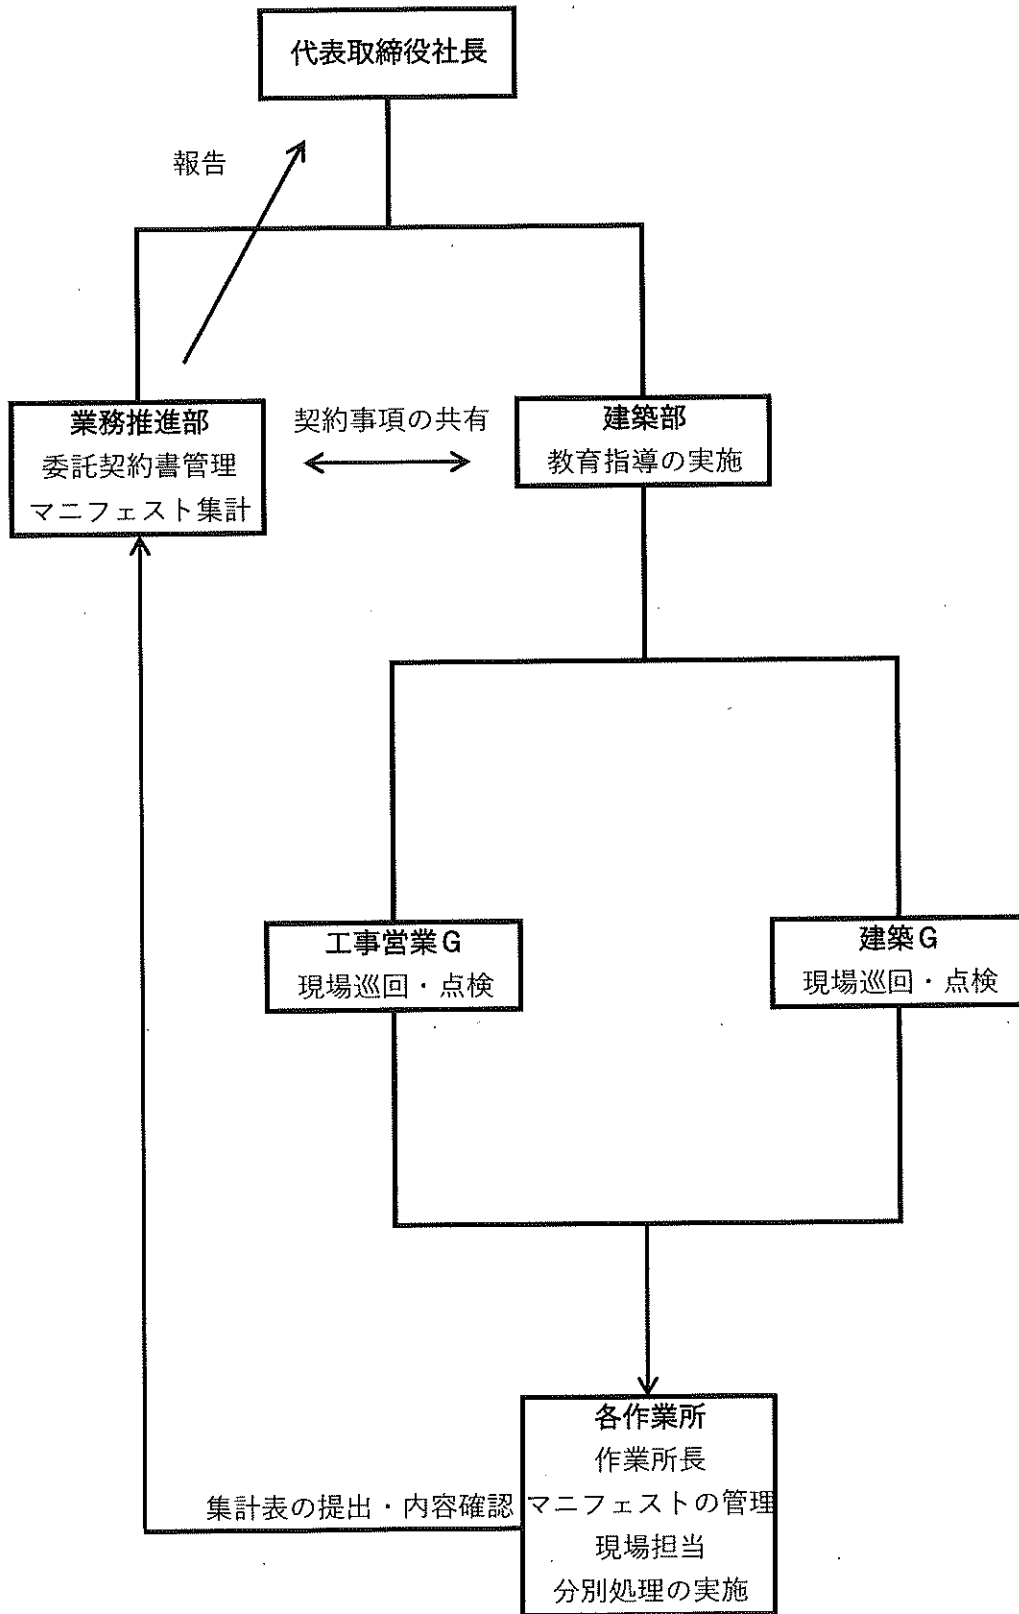 代表取締役社長
報告
業務推進部
委託契約書管理
マニフェスト集計
契約事項の共有
建築部
教育指導の実施
工事営業G
現場巡回・点検
建築G
現場巡回・点検
各作業所
作業所長
マニフェストの管理
現場担当
分別処理の実施
集計表の提出・内容確認